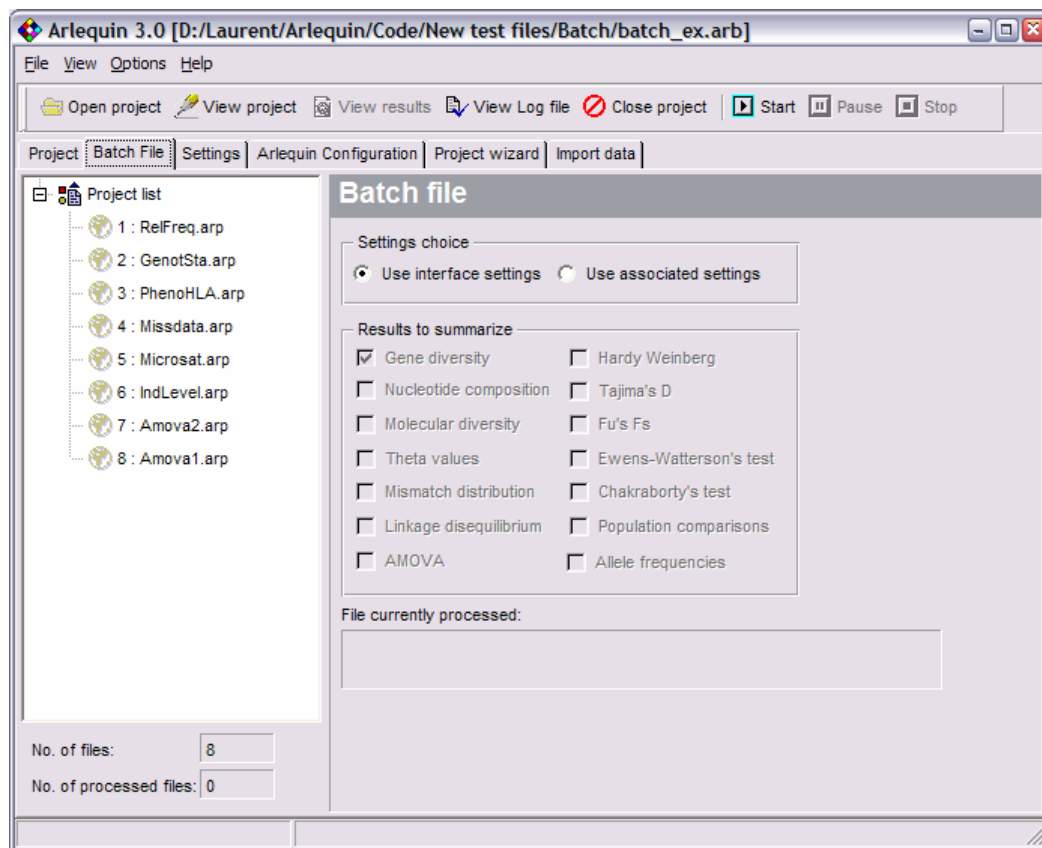 Arlequin 3.0 [D:/Laurent/Arlequin/Code/New test files/Batch/batch_ex.arb]
File View Options Help
Open project View project View results View Log file Close project Start Pause Stop
Project Batch File Settings Arlequin Configuration Project wizard Import data
Project list
1 : RelFreq.arp
2 : GenotSta.arp
3 : PhenoHLA.arp
4 : Missdata.arp
5 : Microsat.arp
6 : IndLevel.arp
7 : Amova2.arp
8 : Amova1.arp
No. of files: 8
No. of processed files: 0
Batch file
Settings choice
Use interface settings Use associated settings
Results to summarize
Gene diversity Hardy Weinberg
Nucleotide composition Tajima's D
Molecular diversity Fu's Fs
Theta values Ewens-Watterson's test
Mismatch distribution Chakraborty's test
Linkage disequilibrium Population comparisons
AMOVA Allele frequencies
File currently processed: